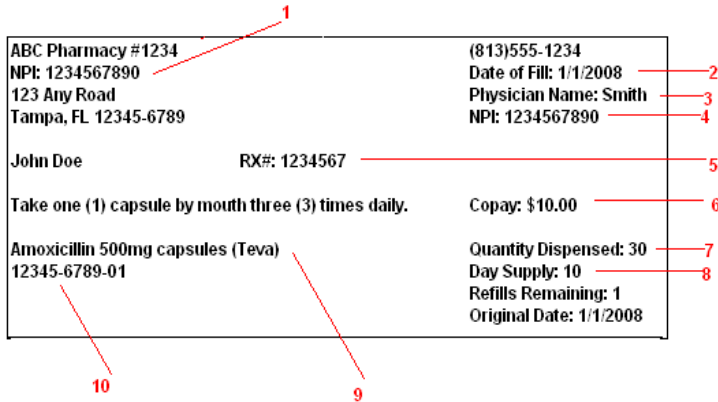 1
ABC Pharmacy #1234 (813)555-1234
NPI: 1234567890 Date of Fill: 1/1/2008 2
123 Any Road Physician Name: Smith 3
Tampa, FL 12345-6789 NPI: 1234567890 4
John Doe RX#: 1234567 5
Take one (1) capsule by mouth three (3) times daily. Copay: $10.00 6
Amoxicillin 500mg capsules (Teva) Quantity Dispensed: 30 7
12345-6789-01 Day Supply: 10 8
Refills Remaining: 1
Original Date: 1/1/2008
10 9